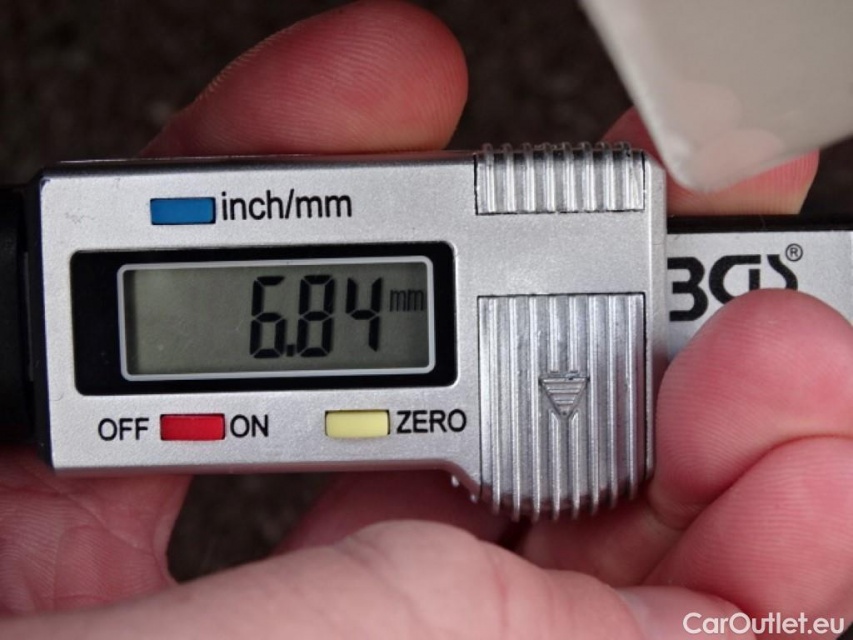 inch/mm
6.84 mm
BGS®
OFF ON ZERO
CarOutlet.eu